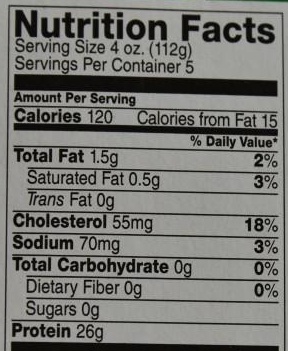 Nutrition Facts
Serving Size 4 oz. (112g)
Servings Per Container 5
Amount Per Serving
Calories 120 Calories from Fat 15
% Daily Value*
Total Fat 1.5g 2%
Saturated Fat 0.5g 3%
Trans Fat 0g
Cholesterol 55mg 18%
Sodium 70mg 3%
Total Carbohydrate 0g 0%
Dietary Fiber 0g 0%
Sugars 0g
Protein 26g